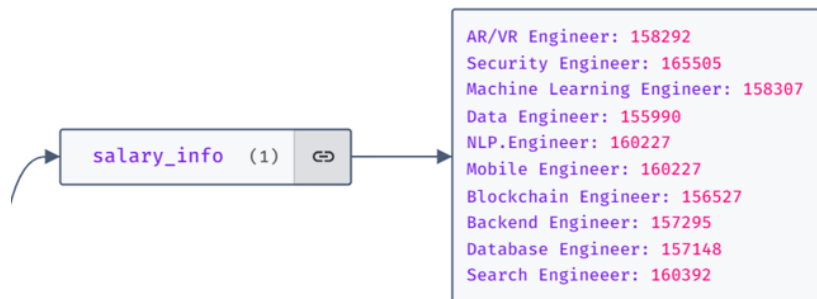 salary_info (1)
AR/VR Engineer: 158292
Security Engineer: 165505
Machine Learning Engineer: 158307
Data Engineer: 155990
NLP.Engineer: 160227
Mobile Engineer: 160227
Blockchain Engineer: 156527
Backend Engineer: 157295
Database Engineer: 157148
Search Engineeer: 160392